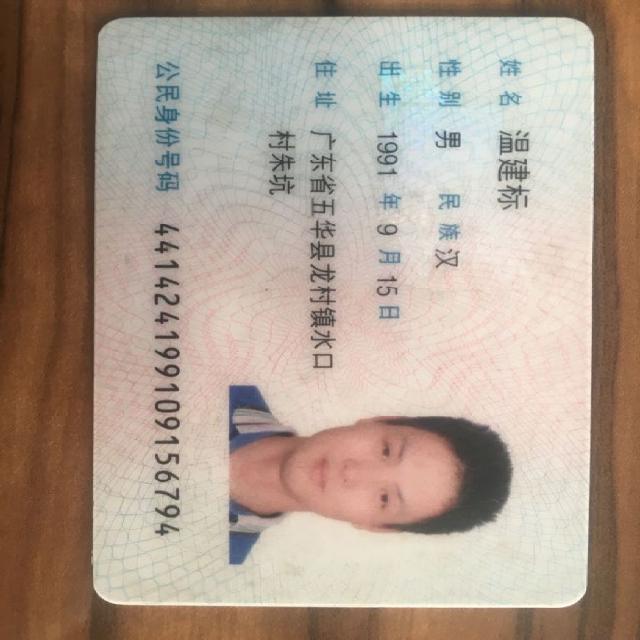 姓名 温建标
性别 男 民族 汉
出生 1991 年 9 月 15 日
住址 广东省五华县龙村镇水口
村朱坑
公民身份号码 441424199109156794